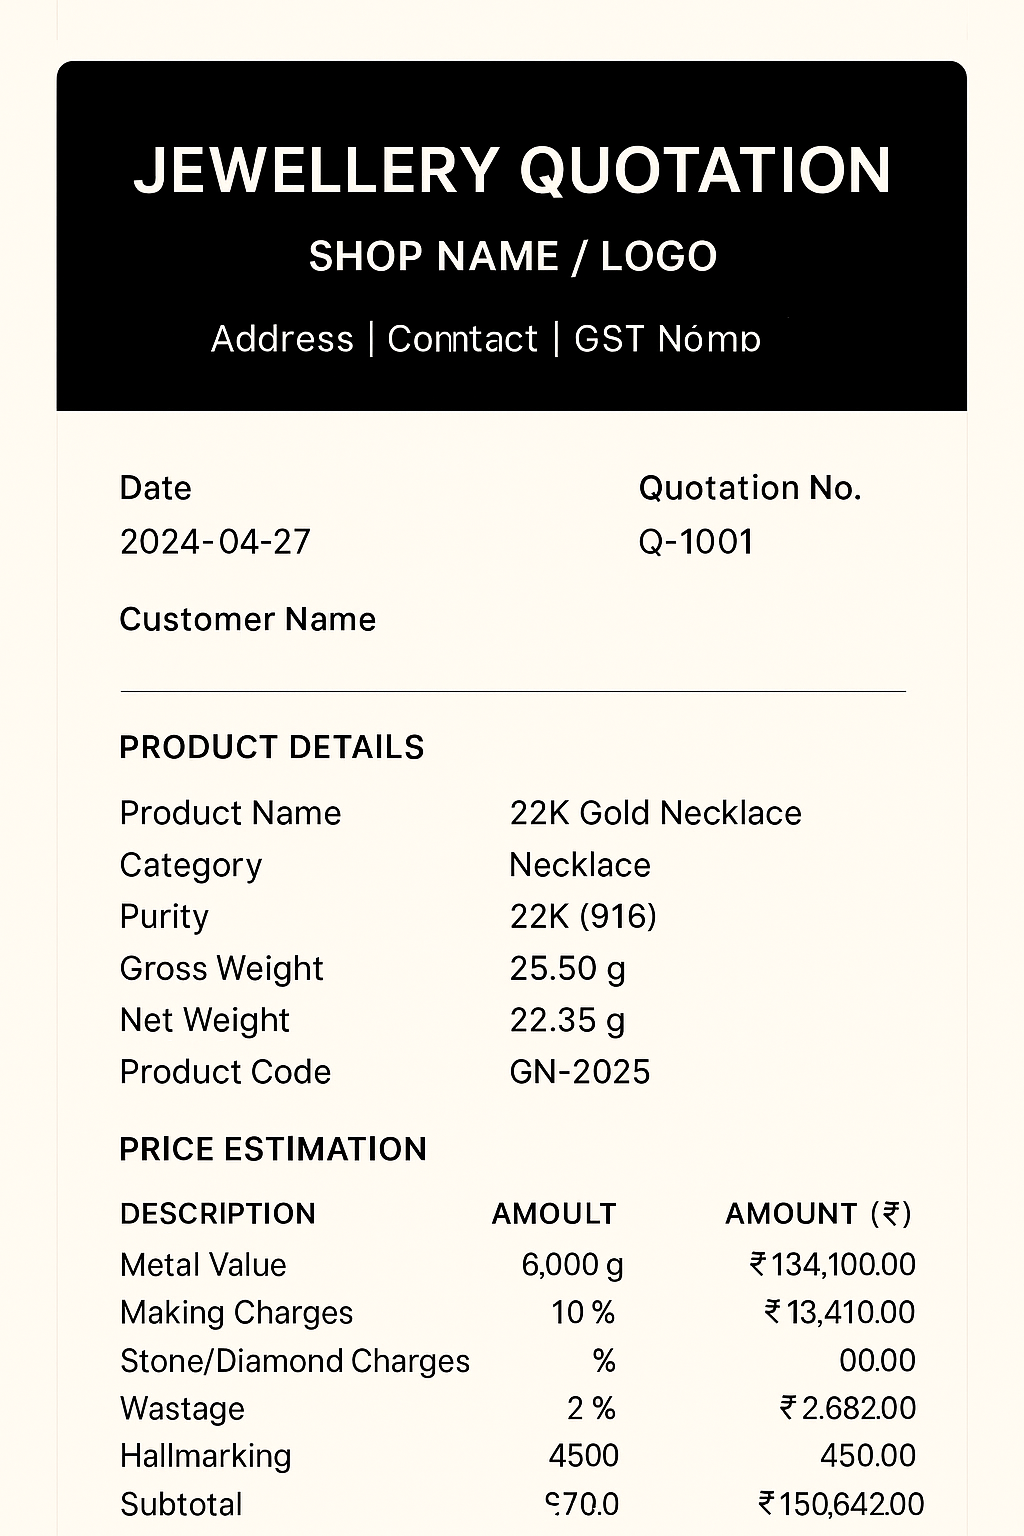 JEWELLERY QUOTATION
SHOP NAME / LOGO
Address | Conntact | GST Nómp
Date Quotation No.
2024-04-27 Q-1001
Customer Name
PRODUCT DETAILS
Product Name 22K Gold Necklace
Category Necklace
Purity 22K (916)
Gross Weight 25.50 g
Net Weight 22.35 g
Product Code GN-2025
PRICE ESTIMATION
DESCRIPTION AMOULT AMOUNT (₹)
Metal Value 6,000 g ₹134,100.00
Making Charges 10 % ₹13,410.00
Stone/Diamond Charges % 00.00
Wastage 2 % ₹2.682.00
Hallmarking 4500 450.00
Subtotal ₹150,642.00